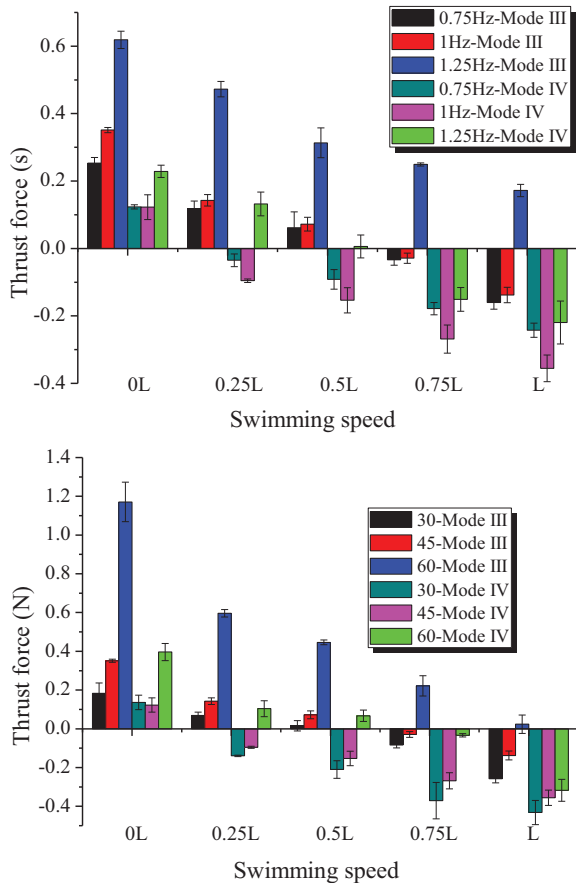 0.75Hz-Mode III
1Hz-Mode III
1.25Hz-Mode III
0.75Hz-Mode IV
1Hz-Mode IV
1.25Hz-Mode IV
0.6
0.4
0.2
0.0
-0.2
-0.4
Thrust force (s)
0L
0.25L
0.5L
0.75L
L
Swimming speed
30-Mode III
45-Mode III
60-Mode III
30-Mode IV
45-Mode IV
60-Mode IV
1.4
1.2
1.0
0.8
0.6
0.4
0.2
0.0
-0.2
-0.4
-0.6
Thrust force (N)
0L
0.25L
0.5L
0.75L
L
Swimming speed